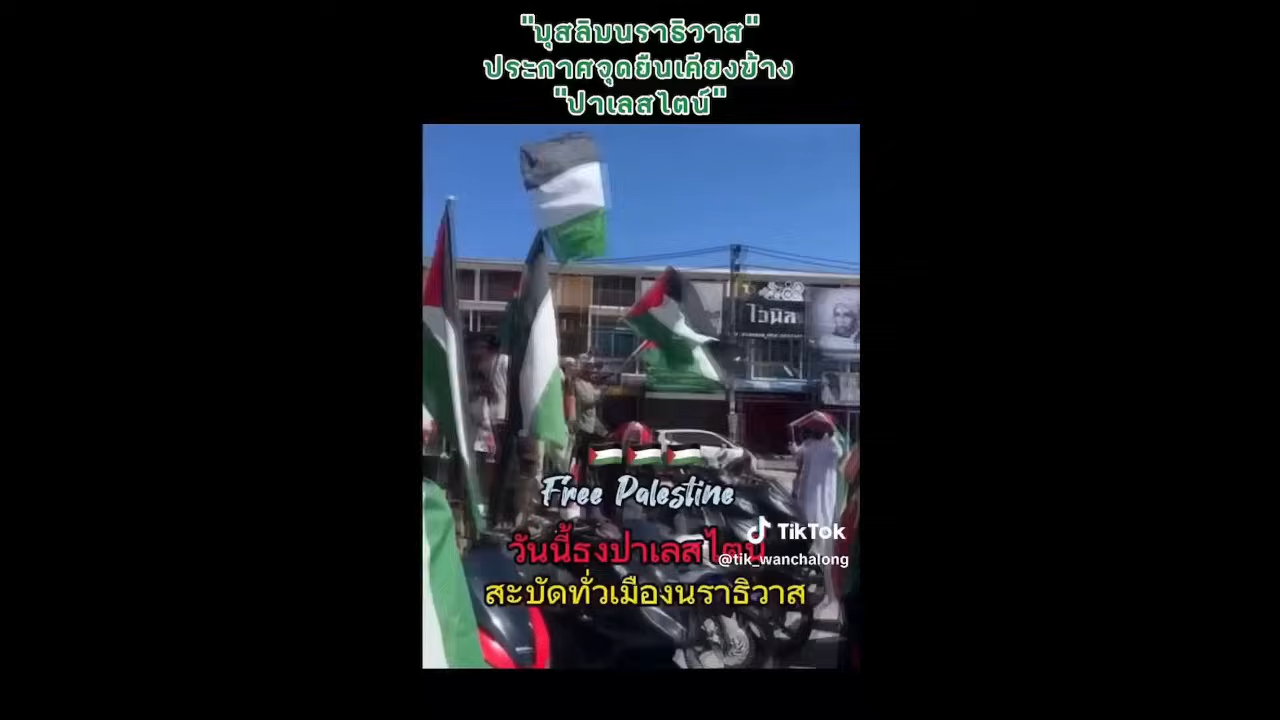 "มุสลิมนราธิวาส"
ประกาศจุดยืนเคียงข้าง
"ปาเลสไตน์"
ไวนิล
Free Palestine
วันนี้ธงปาเลสไตน์
TikTok
@tik_wanchalong
สะบัดทั่วเมืองนราธิวาส